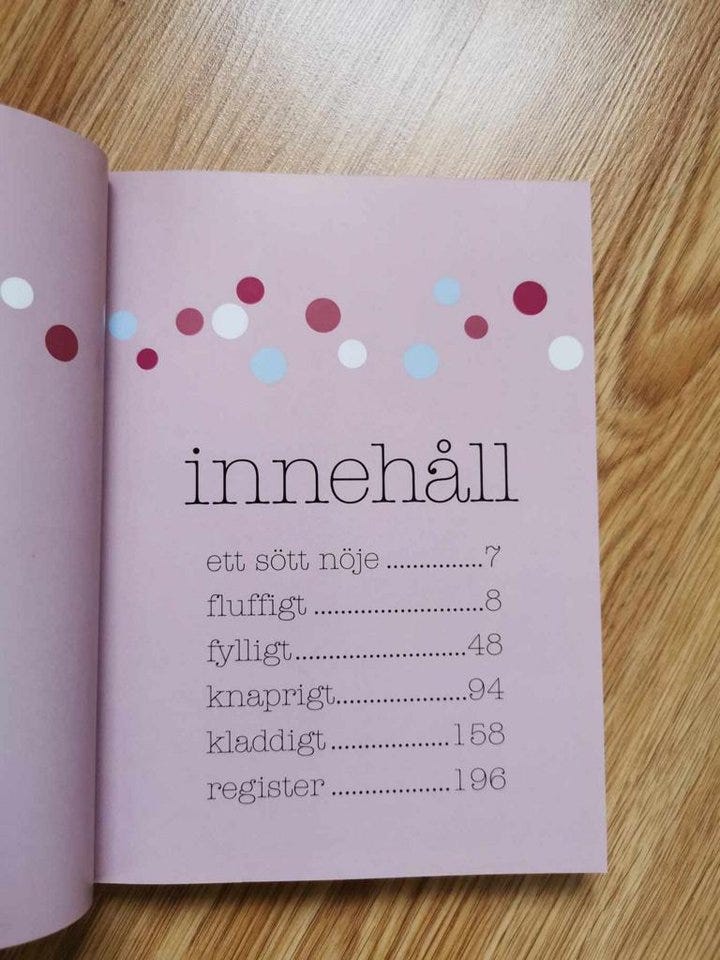 innehåll
ett sött nöje ...............7
fluffigt ..........................8
fylligt...........................48
knaprigt....................94
kladdigt ..................158
register ...................196